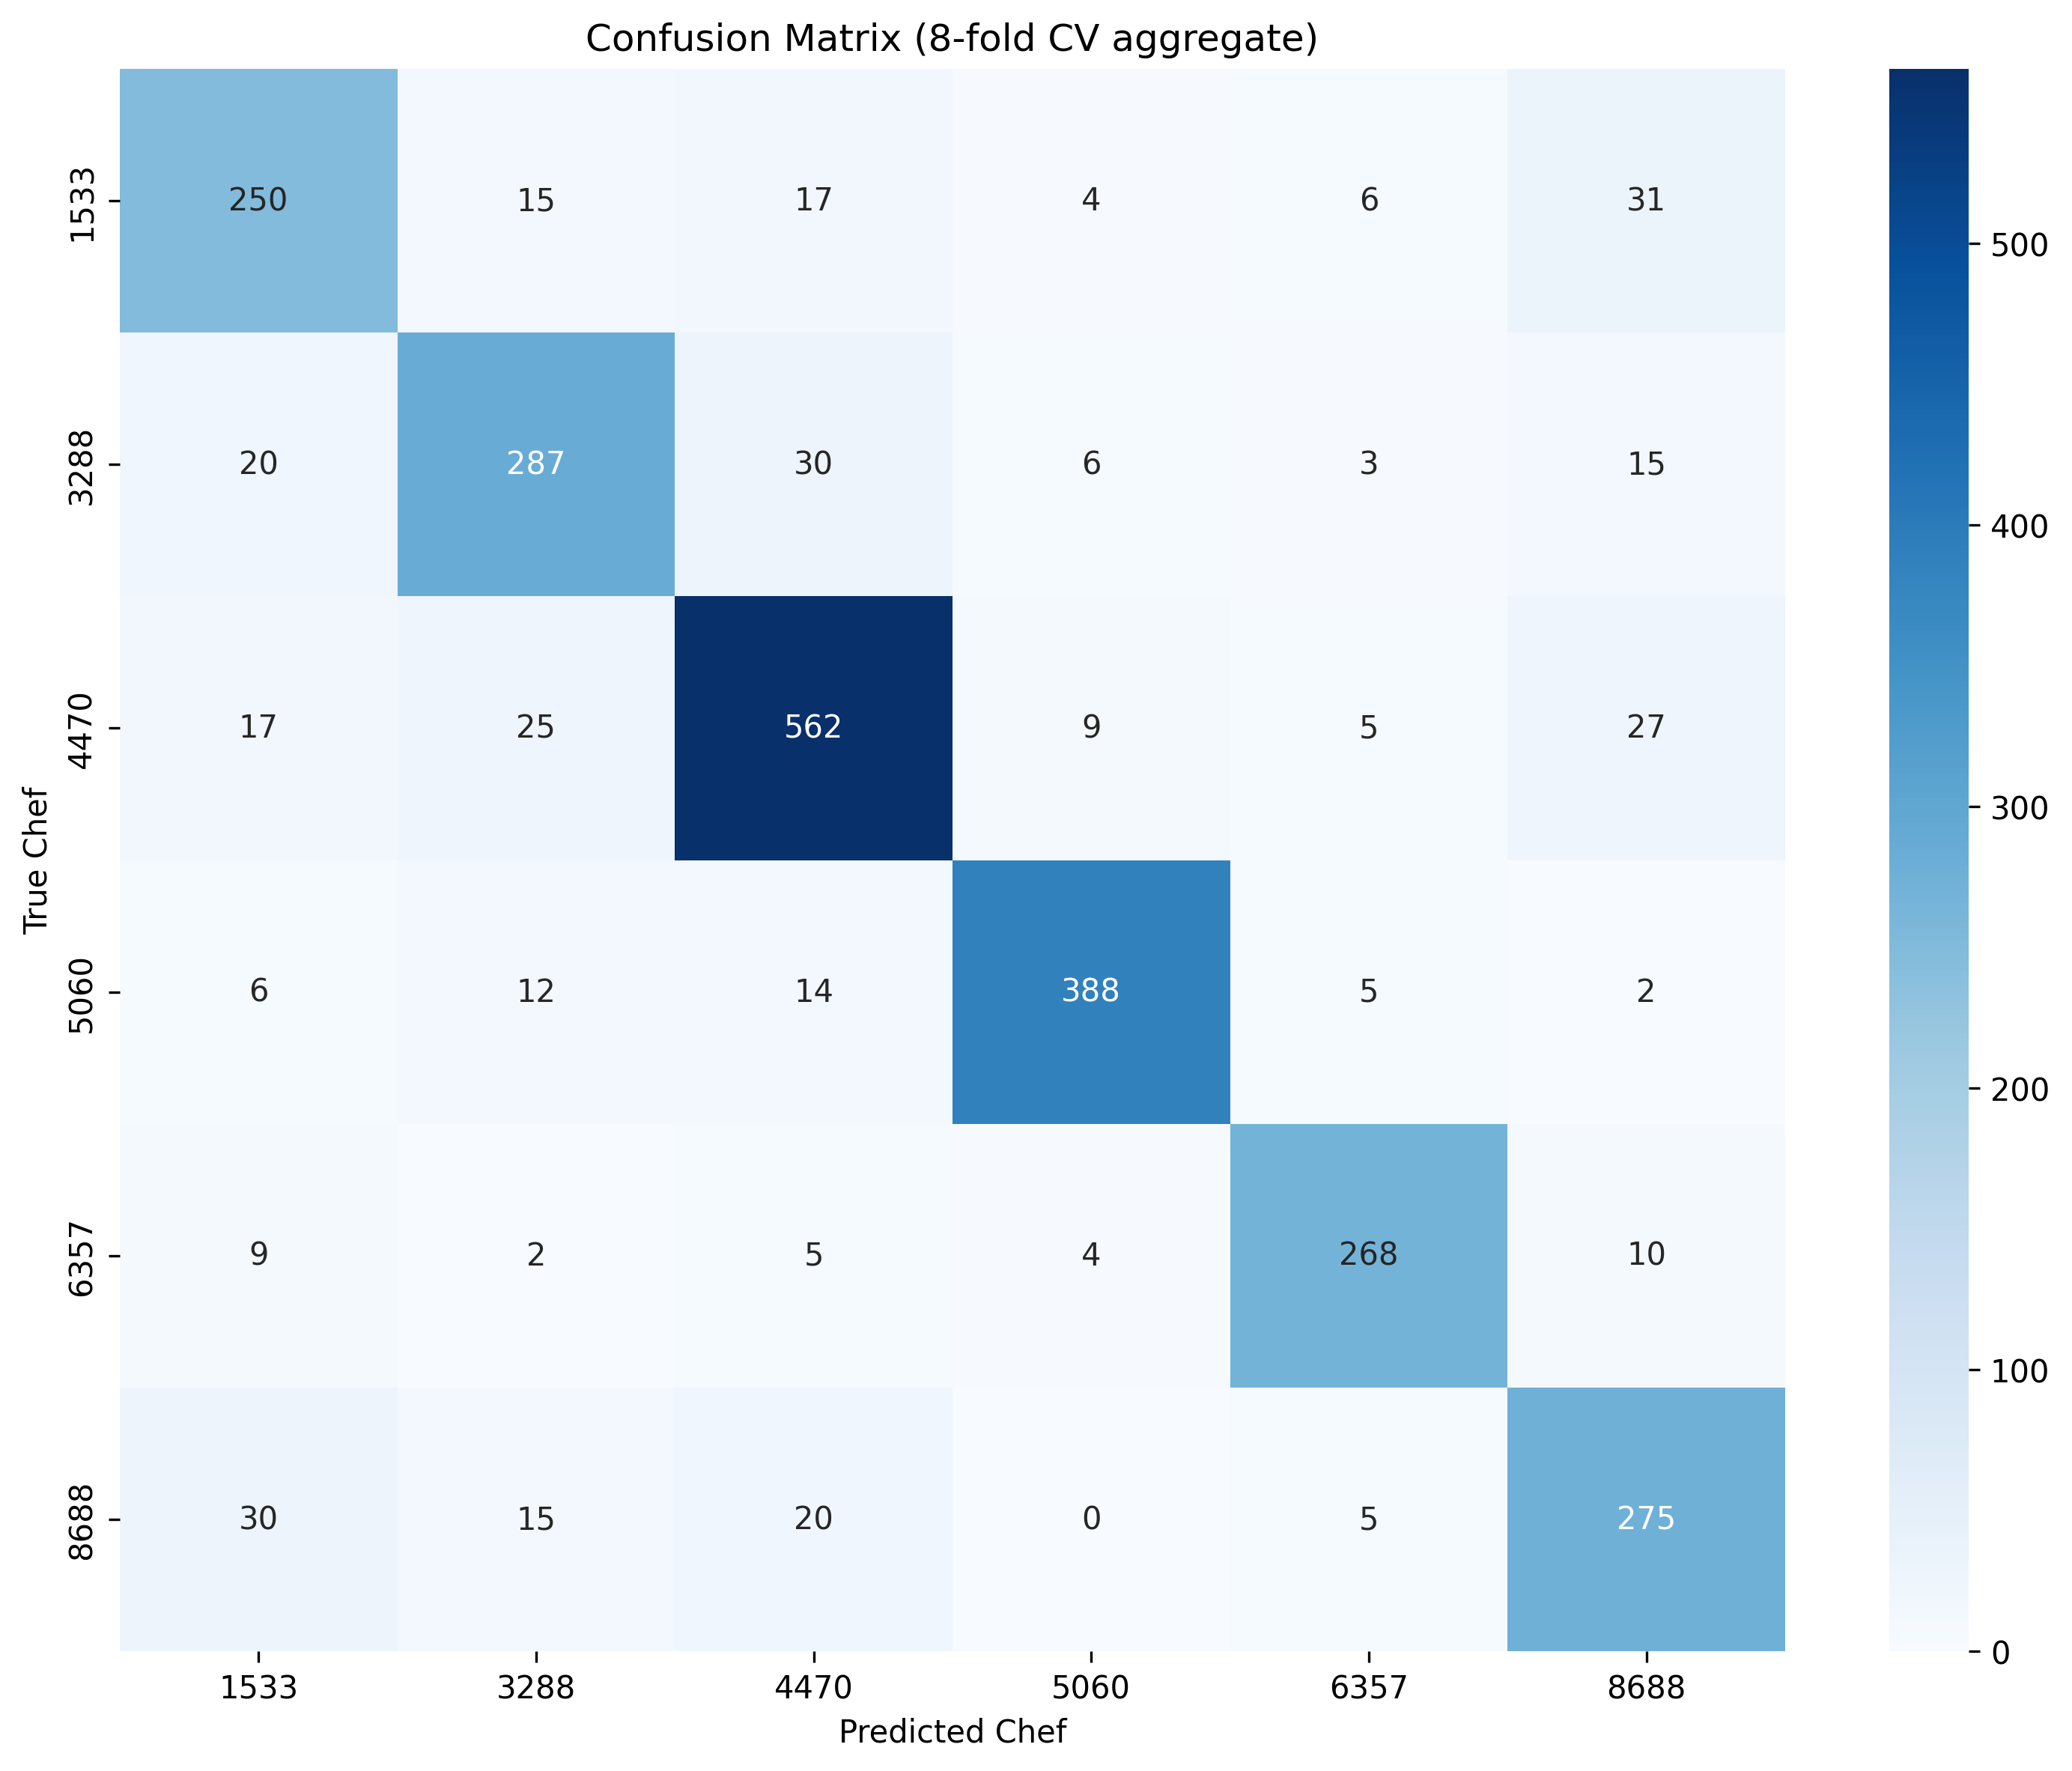 Confusion Matrix (8-fold CV aggregate)
1533 250 15 17 4 6 31
3288 20 287 30 6 3 15
4470 17 25 562 9 5 27
5060 6 12 14 388 5 2
6357 9 2 5 4 268 10
8688 30 15 20 0 5 275
1533 3288 4470 5060 6357 8688
Predicted Chef
True Chef
500
400
300
200
100
0